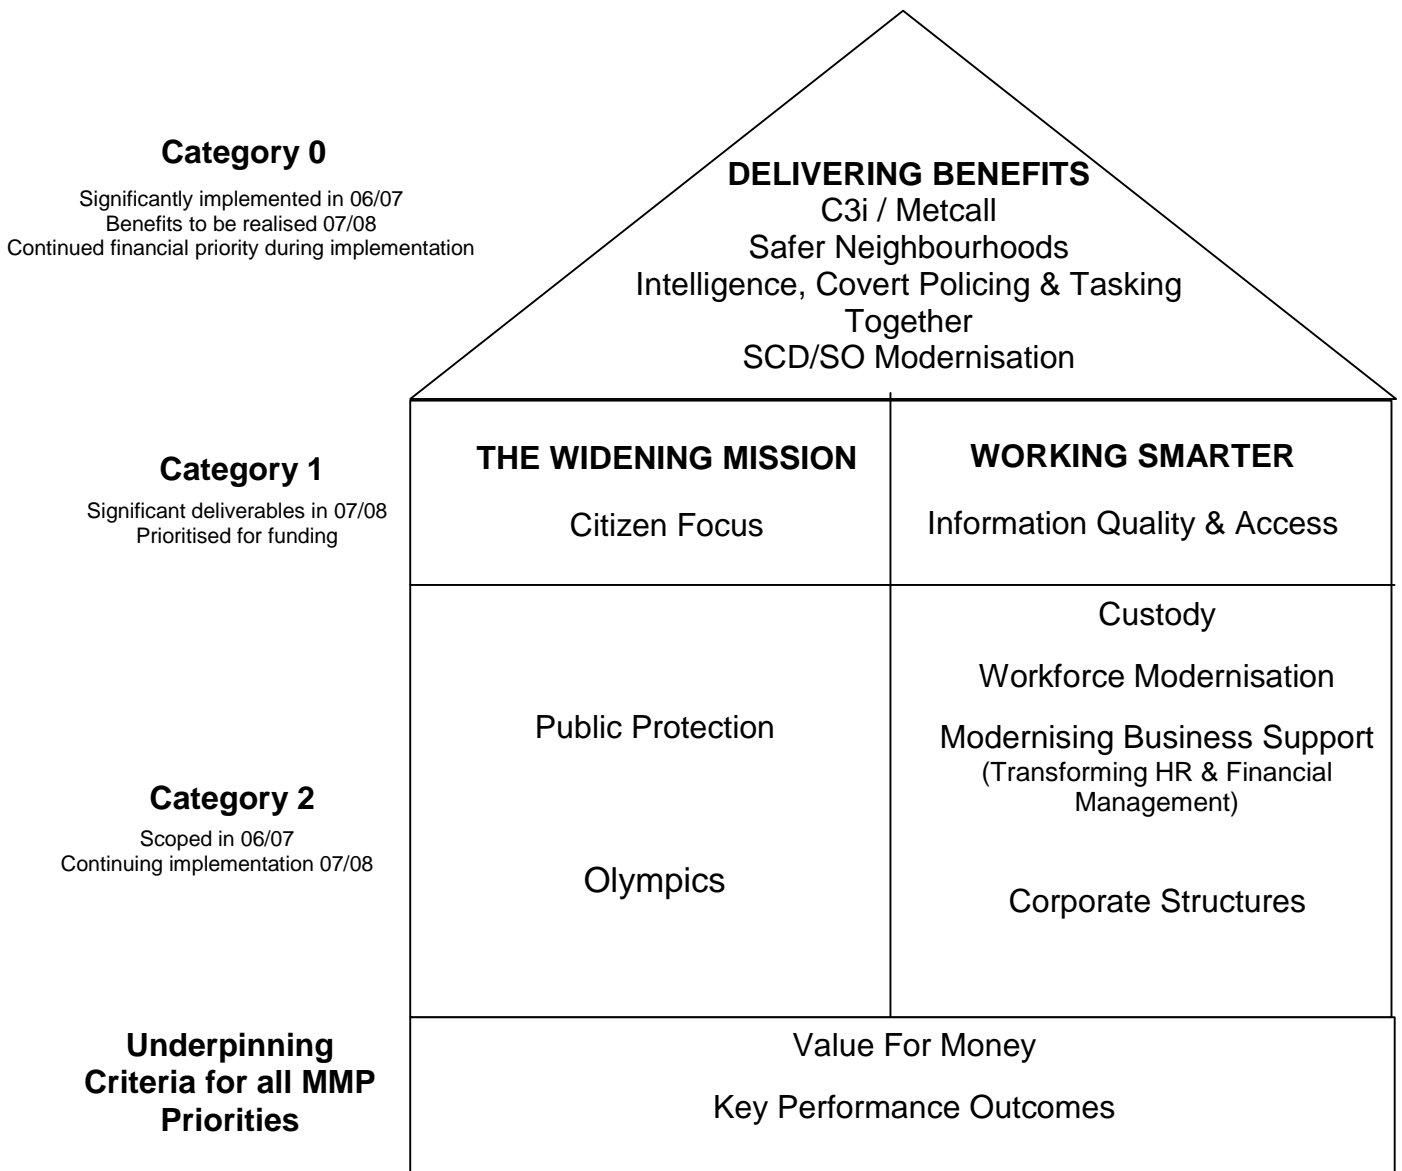 Category 0
Significantly implemented in 06/07
Benefits to be realised 07/08
Continued financial priority during implementation
DELIVERING BENEFITS
C3i / Metcall
Safer Neighbourhoods
Intelligence, Covert Policing & Tasking
Together
SCD/SO Modernisation
Category 1
Significant deliverables in 07/08
Prioritised for funding
THE WIDENING MISSION
Citizen Focus
WORKING SMARTER
Information Quality & Access
Category 2
Scoped in 06/07
Continuing implementation 07/08
Public Protection
Olympics
Custody
Workforce Modernisation
Modernising Business Support
(Transforming HR & Financial
Management)
Corporate Structures
Underpinning
Criteria for all MMP
Priorities
Value For Money
Key Performance Outcomes